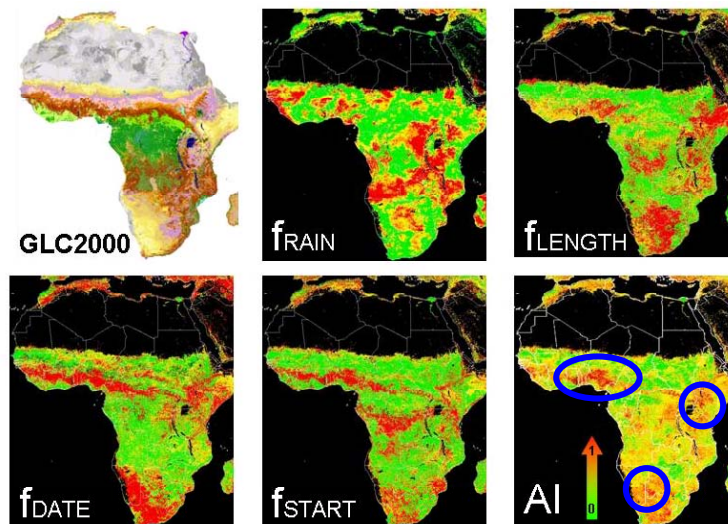 GLC2000
fRAIN
fLENGTH
fDATE
fSTART
1
0
AI